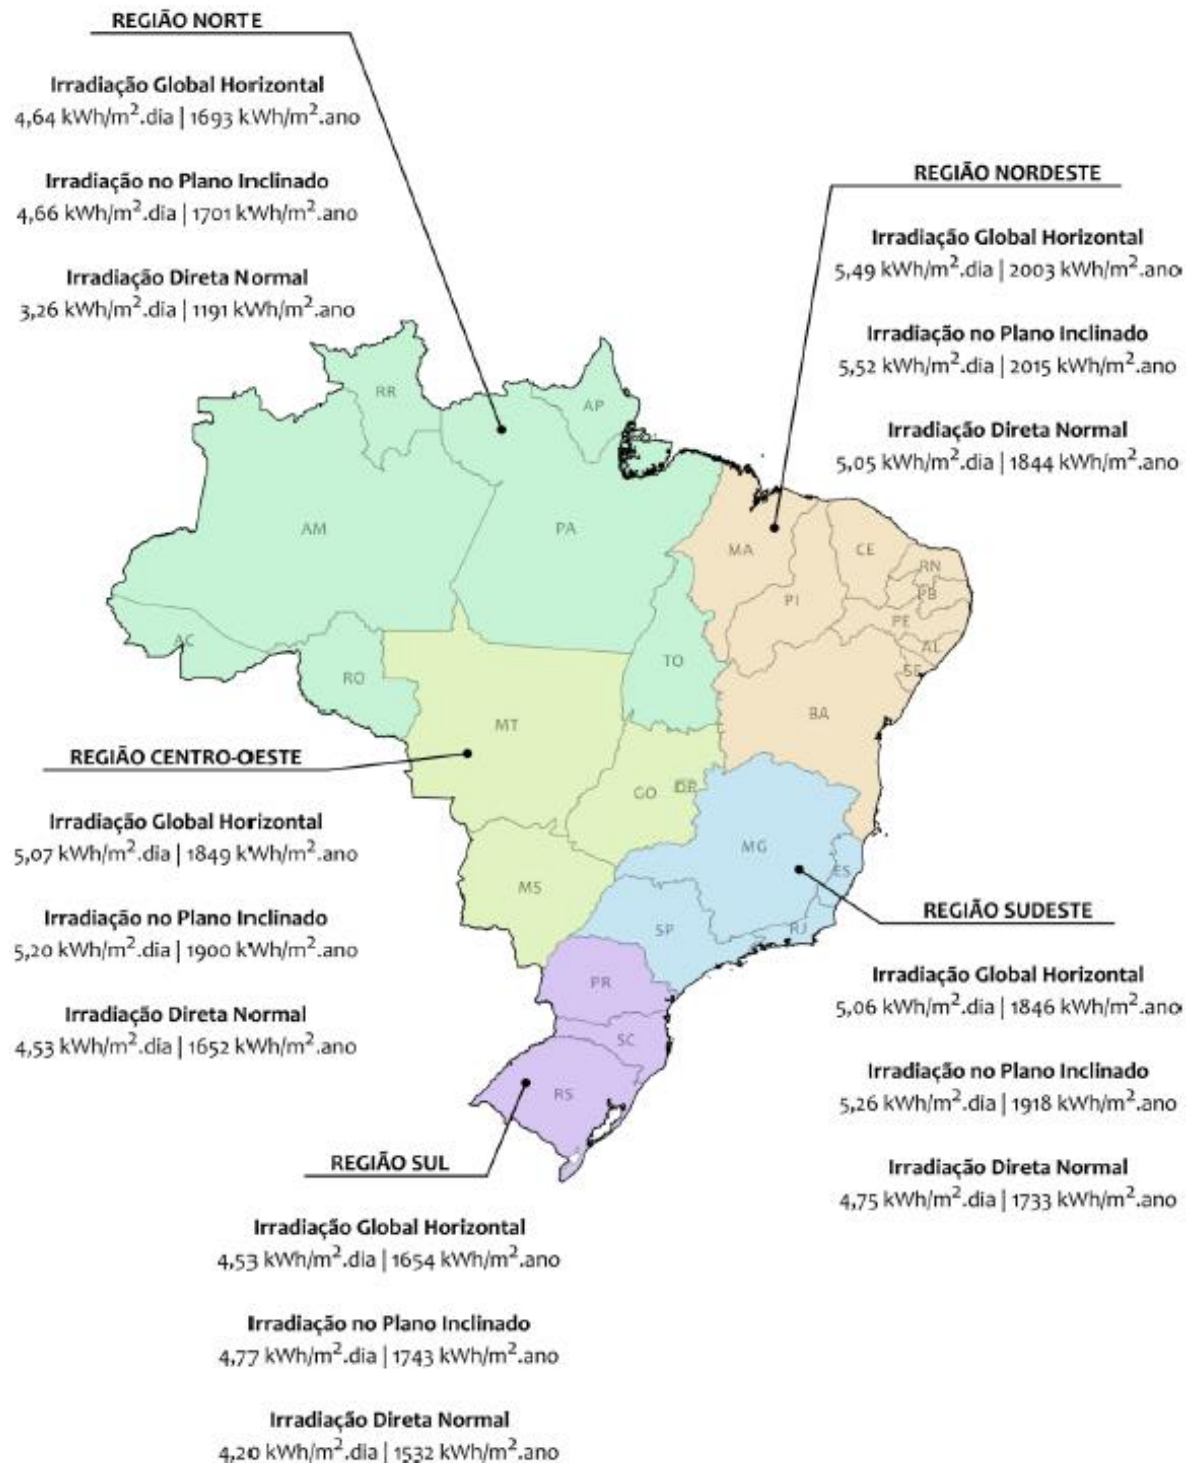 REGIÃO NORTE
Irradiação Global Horizontal
4,64 kWh/m².dia | 1693 kWh/m².ano
Irradiação no Plano Inclinado
4,66 kWh/m².dia | 1701 kWh/m².ano
Irradiação Direta Normal
3,26 kWh/m².dia | 1191 kWh/m².ano
REGIÃO NORDESTE
Irradiação Global Horizontal
5,49 kWh/m².dia | 2003 kWh/m².ano
Irradiação no Plano Inclinado
5,52 kWh/m².dia | 2015 kWh/m².ano
Irradiação Direta Normal
5,05 kWh/m².dia | 1844 kWh/m².ano
RR
AP
AM
PA
MA
CE
RN
PB
PI
PE
AL
SE
AC
RO
TO
BA
MT
GO
DF
MG
ES
MS
SP
RJ
PR
SC
RS
REGIÃO CENTRO-OESTE
Irradiação Global Horizontal
5,07 kWh/m².dia | 1849 kWh/m².ano
Irradiação no Plano Inclinado
5,20 kWh/m².dia | 1900 kWh/m².ano
Irradiação Direta Normal
4,53 kWh/m².dia | 1652 kWh/m².ano
REGIÃO SUDESTE
Irradiação Global Horizontal
5,06 kWh/m².dia | 1846 kWh/m².ano
Irradiação no Plano Inclinado
5,26 kWh/m².dia | 1918 kWh/m².ano
Irradiação Direta Normal
4,75 kWh/m².dia | 1733 kWh/m².ano
REGIÃO SUL
Irradiação Global Horizontal
4,53 kWh/m².dia | 1654 kWh/m².ano
Irradiação no Plano Inclinado
4,77 kWh/m².dia | 1743 kWh/m².ano
Irradiação Direta Normal
4,20 kWh/m².dia | 1532 kWh/m².ano